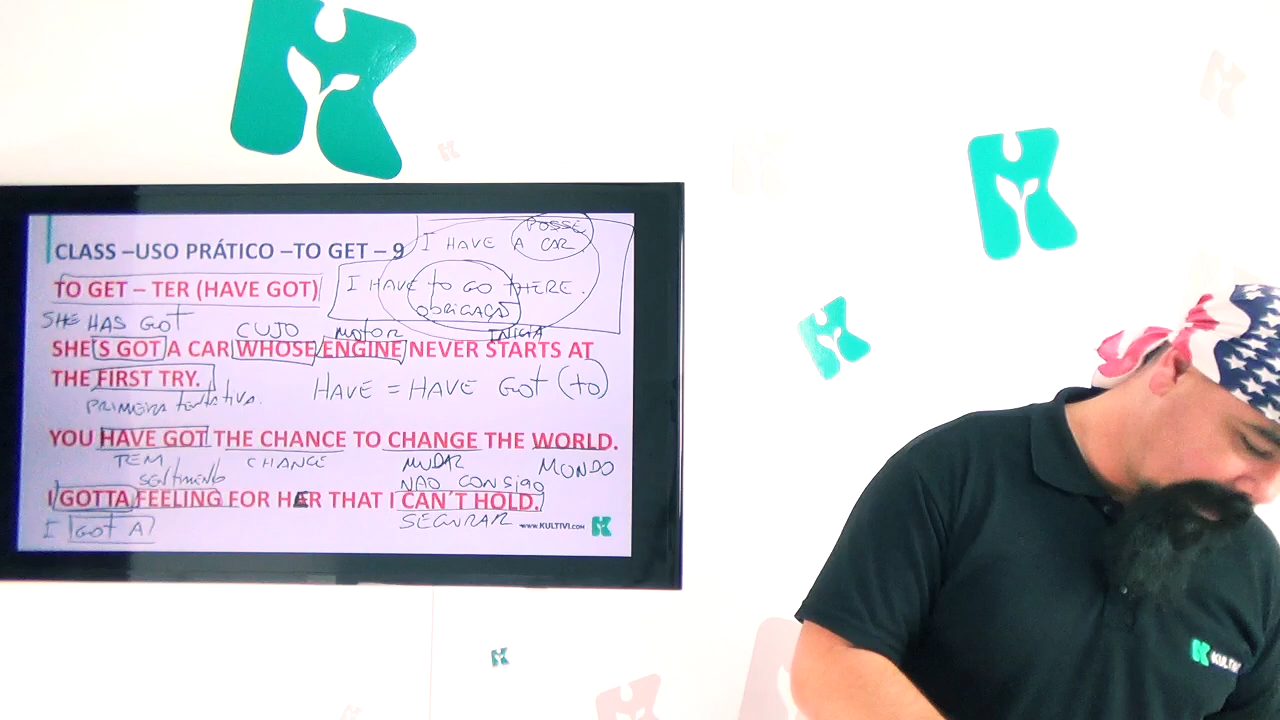 CLASS –USO PRÁTICO –TO GET – 9
POSSE
I HAVE A CAR
TO GET – TER (HAVE GOT)
I HAVE TO GO THERE.
OBRIGAÇÃO
SHE HAS GOT
CUJO MOTOR INICIA
SHE'S GOT A CAR WHOSE ENGINE NEVER STARTS AT
THE FIRST TRY.
HAVE = HAVE GOT (TO)
PRIMEIRA TENTATIVA.
YOU HAVE GOT THE CHANCE TO CHANGE THE WORLD.
TEM CHANCE MUDAR MUNDO
SENTIMENTO NÃO CONSIGO
I GOTTA FEELING FOR HER THAT I CAN'T HOLD.
I GOT A SEGURAR
www.KULTIVI.COM
KULTIVI